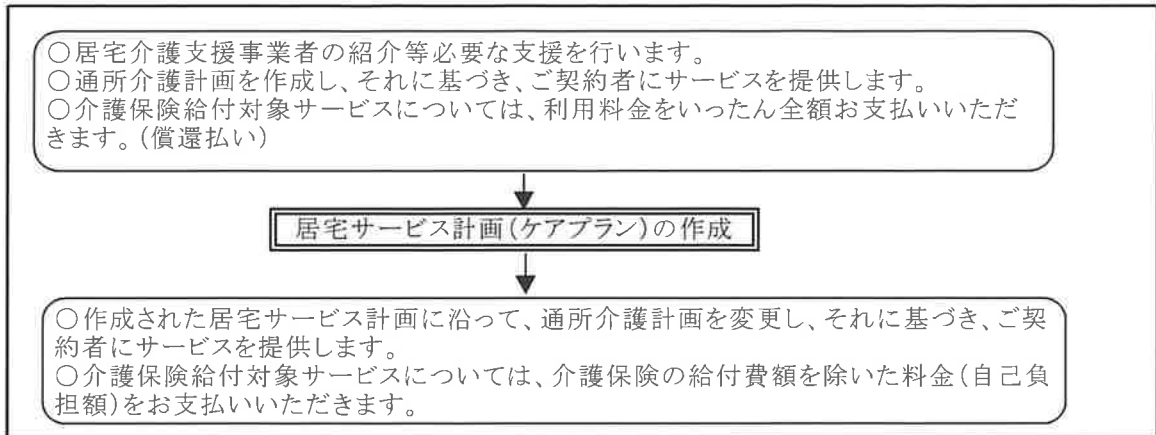 ○居宅介護支援事業者の紹介等必要な支援を行います。
○通所介護計画を作成し、それに基づき、ご契約者にサービスを提供します。
○介護保険給付対象サービスについては、利用料金をいったん全額お支払いいただ
きます。(償還払い)
居宅サービス計画(ケアプラン)の作成
○作成された居宅サービス計画に沿って、通所介護計画を変更し、それに基づき、ご契
約者にサービスを提供します。
○介護保険給付対象サービスについては、介護保険の給付費額を除いた料金(自己負
担額)をお支払いいただきます。